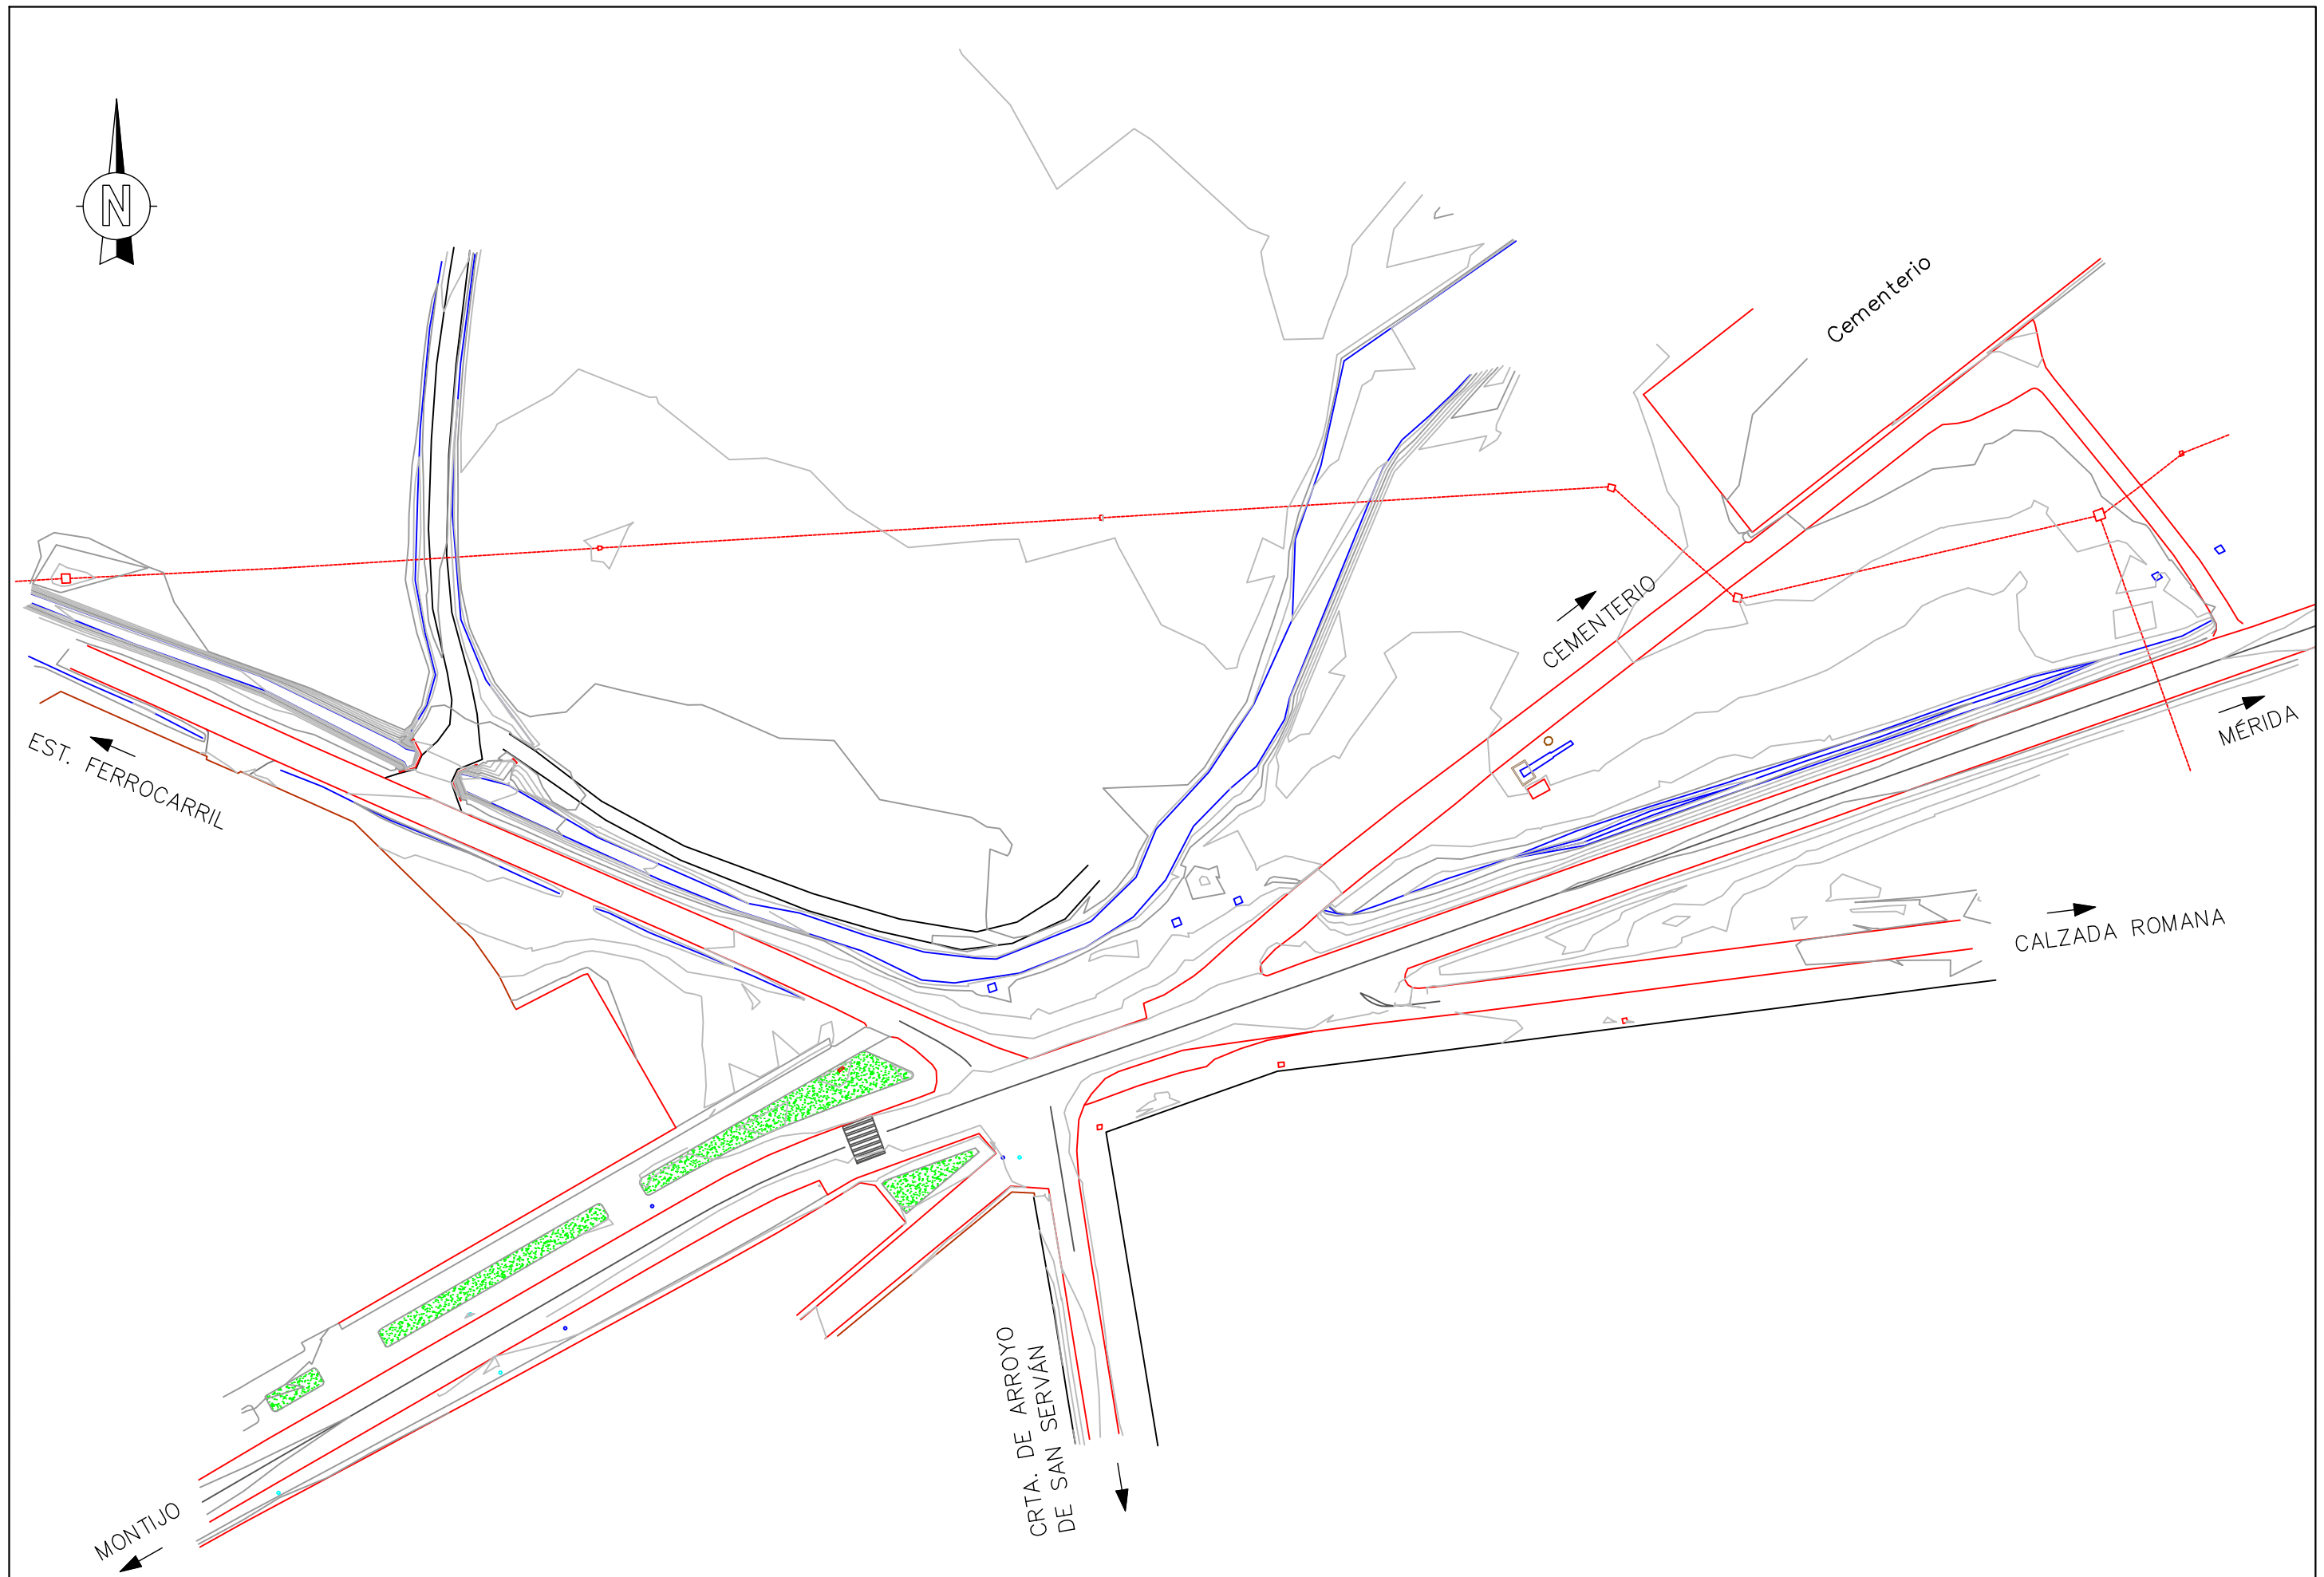 N
Cementerio
CEMENTERIO
MÉRIDA
EST. FERROCARRIL
CALZADA ROMANA
CRTA. DE ARROYO
DE SAN SERVÁN
MONTIJO